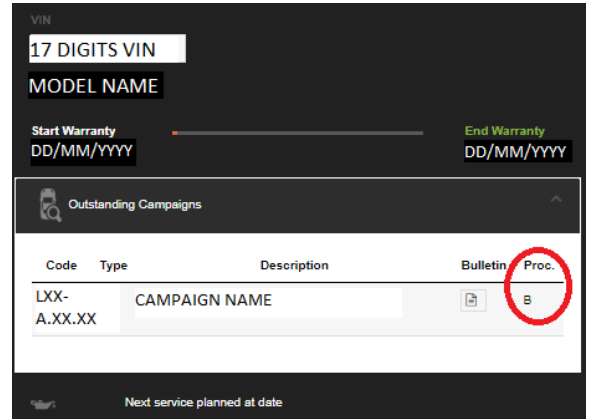 VIN
17 DIGITS VIN
MODEL NAME
Start Warranty End Warranty
DD/MM/YYYY DD/MM/YYYY
Outstanding Campaigns
Code Type Description Bulletin Proc.
LXX- CAMPAIGN NAME B
A.XX.XX
Next service planned at date